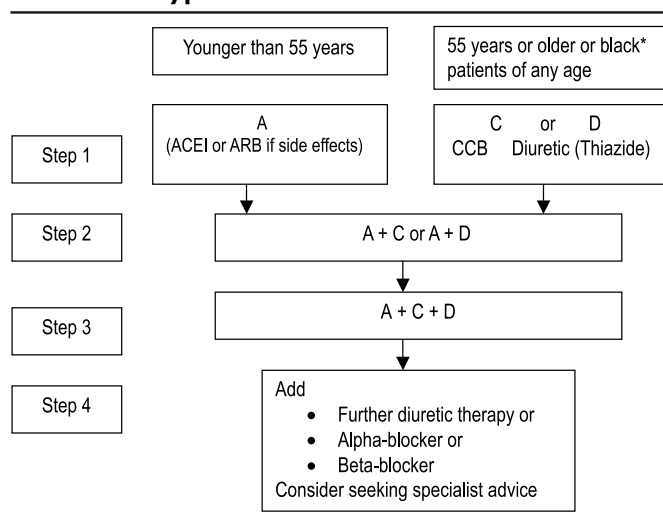 Younger than 55 years
55 years or older or black*
patients of any age
Step 1
A
(ACEI or ARB if side effects)
C or D
CCB Diuretic (Thiazide)
Step 2
A + C or A + D
Step 3
A + C + D
Step 4
Add
• Further diuretic therapy or
• Alpha-blocker or
• Beta-blocker
Consider seeking specialist advice